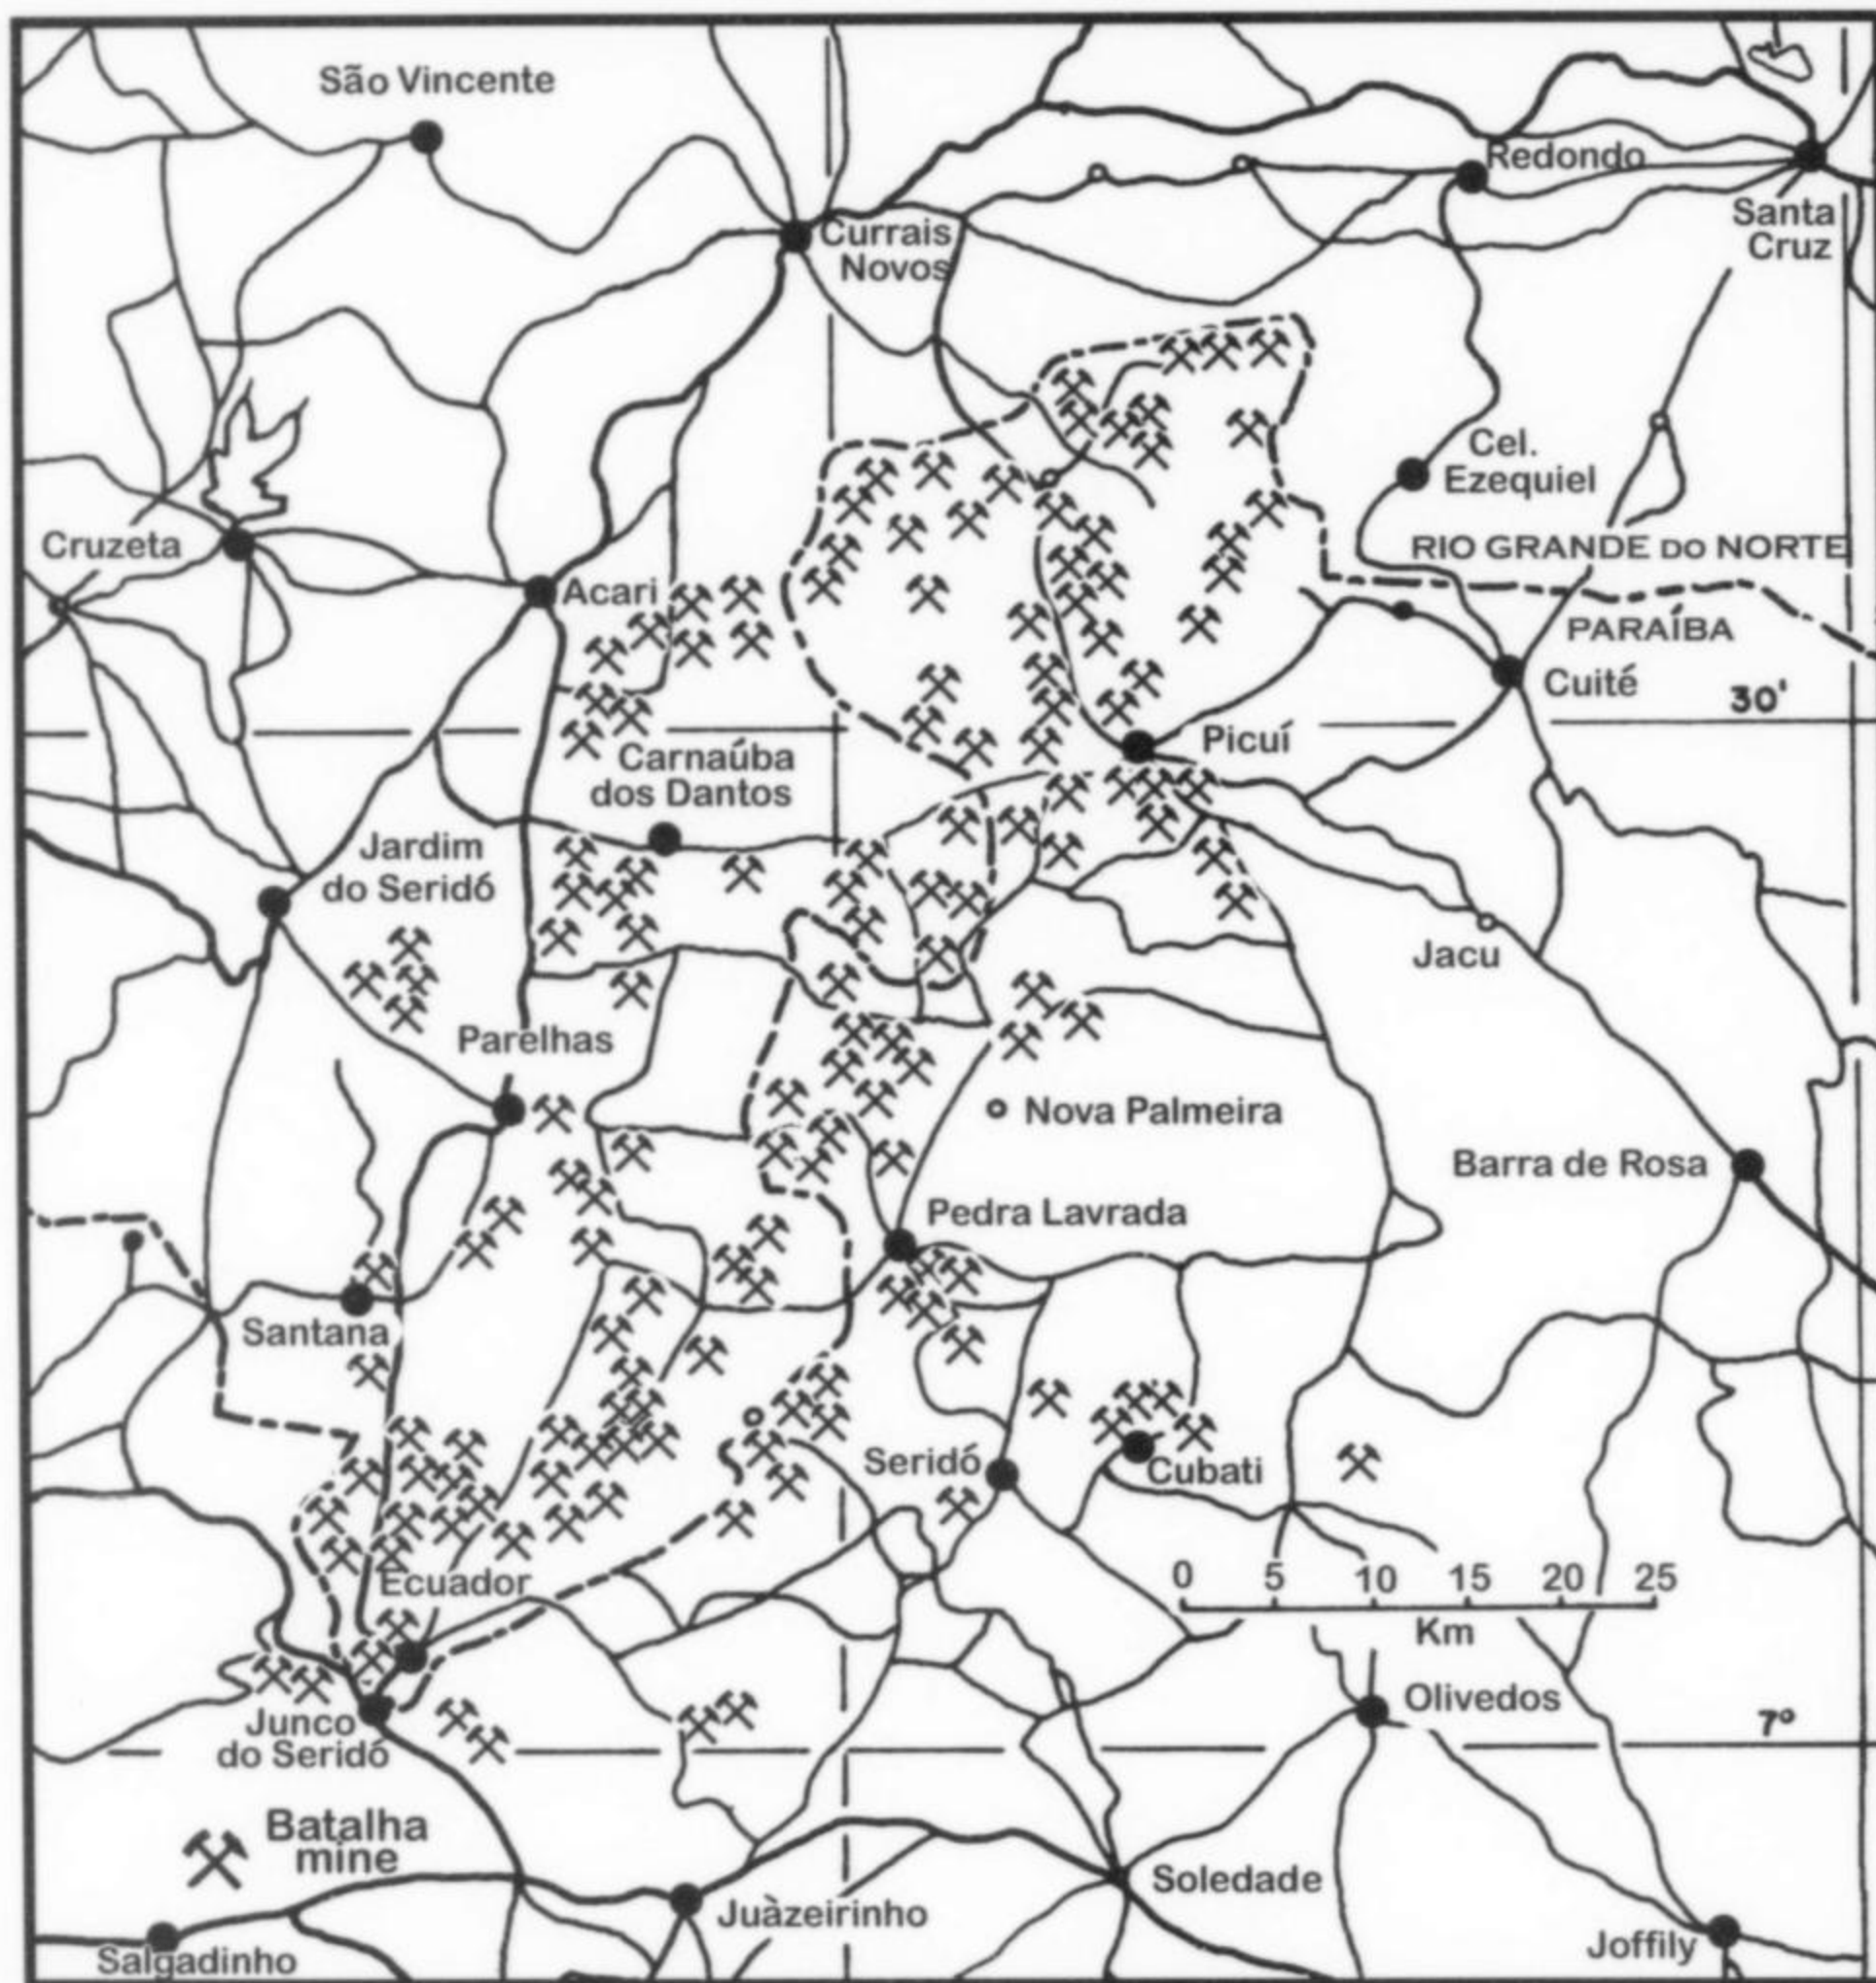 São Vincente
Redondo
Santa
Cruz
Currais
Novos
Cel.
Ezequiel
Cruzeta
RIO GRANDE DO NORTE
Acari
PARAÍBA
Cuité
30'
Picuí
Carnaúba
dos Dantos
Jardim
do Seridó
Jacu
Parelhas
Nova Palmeira
Barra de Rosa
Pedra Lavrada
Santana
Seridó
Cubati
Ecuador
0 5 10 15 20 25
Km
Olivedos
Junco
do Seridó
7º
Batalha
mine
Soledade
Juàzeirinho
Joffily
Salgadinho